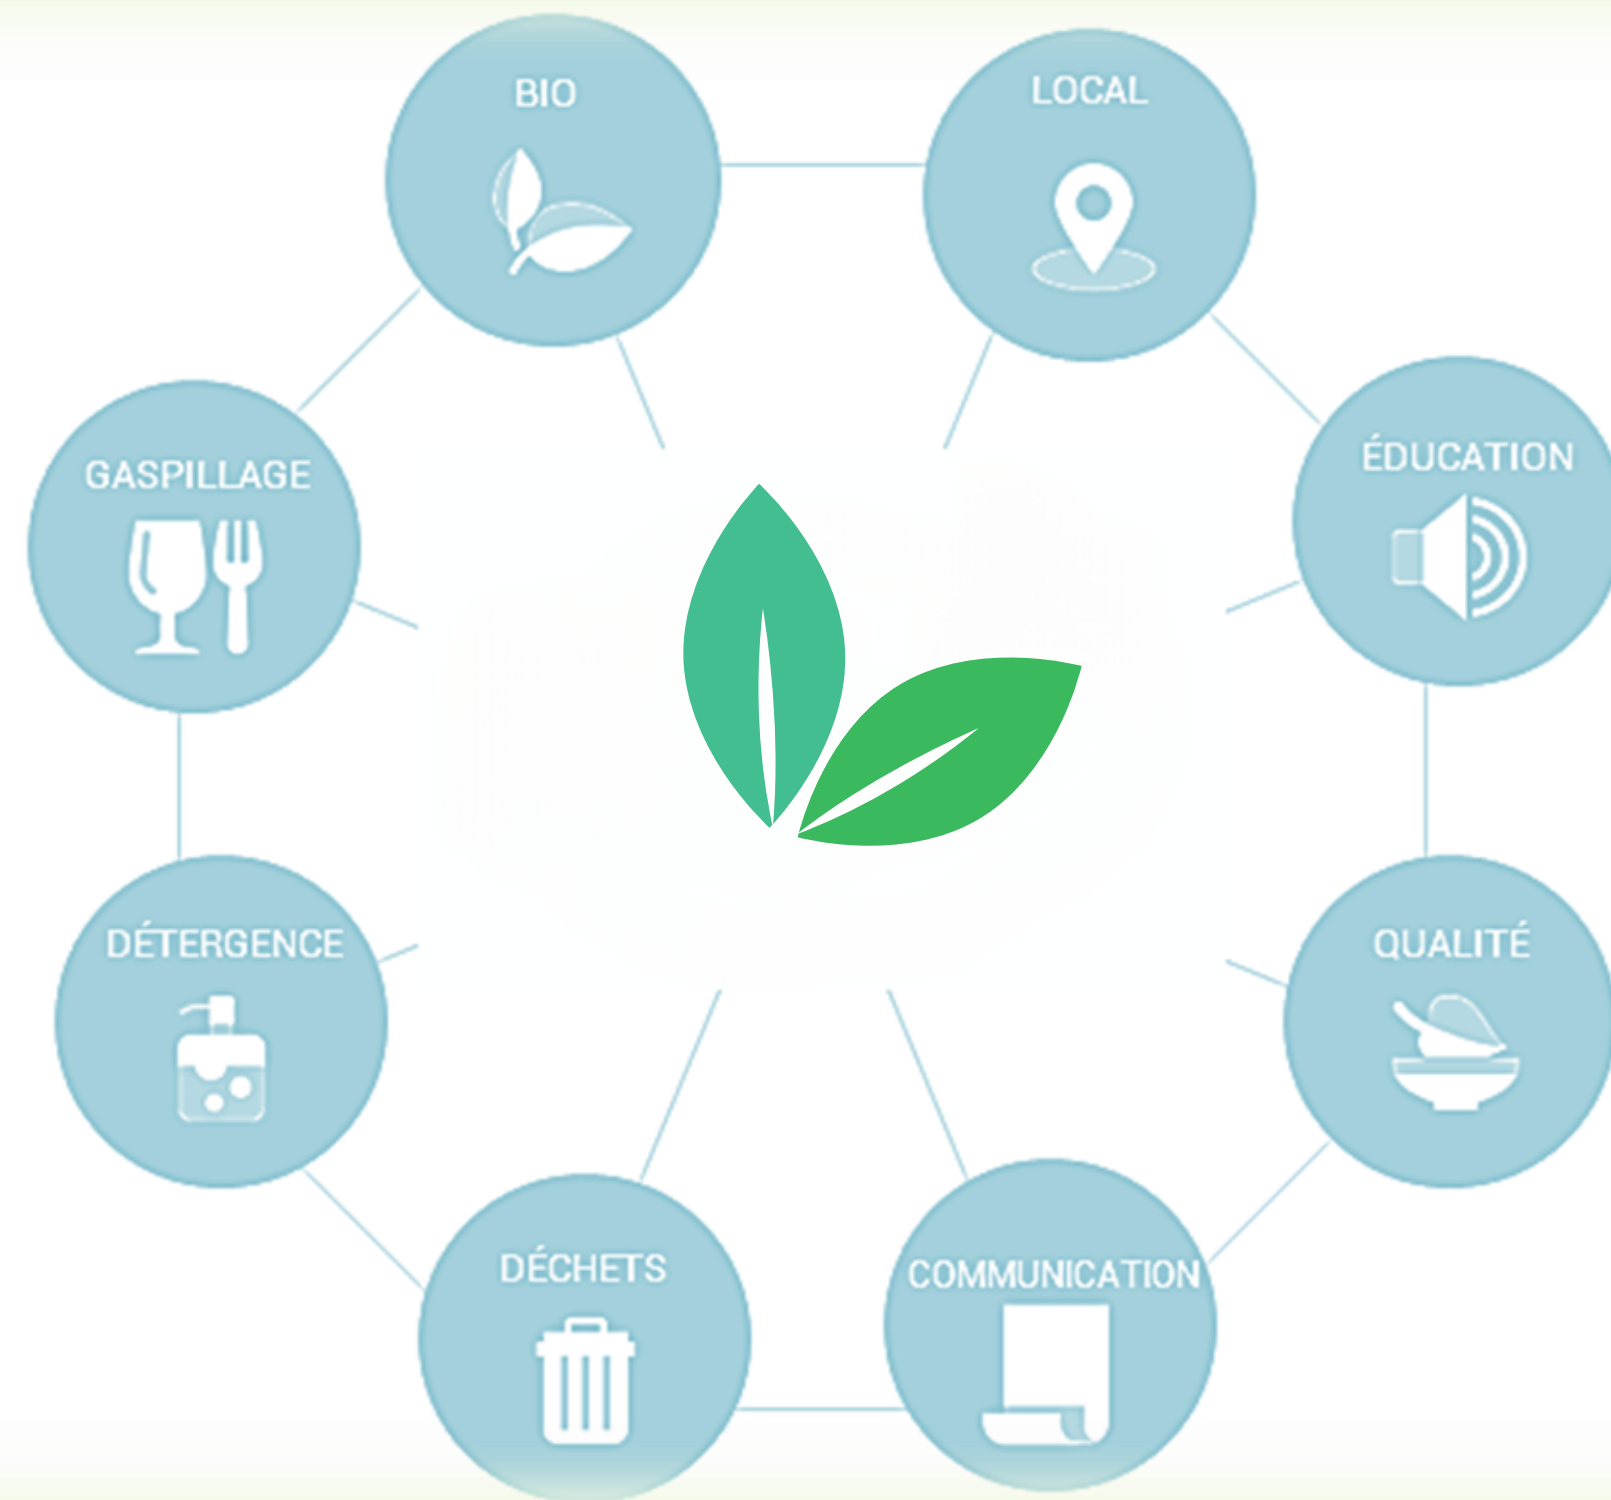 BIO
LOCAL
ÉDUCATION
GASPILLAGE
DÉTERGENCE
QUALITÉ
DÉCHETS
COMMUNICATION